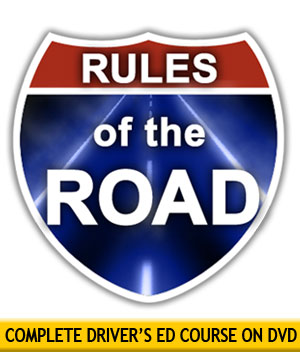 RULES
of the
ROAD
COMPLETE DRIVER'S ED COURSE ON DVD